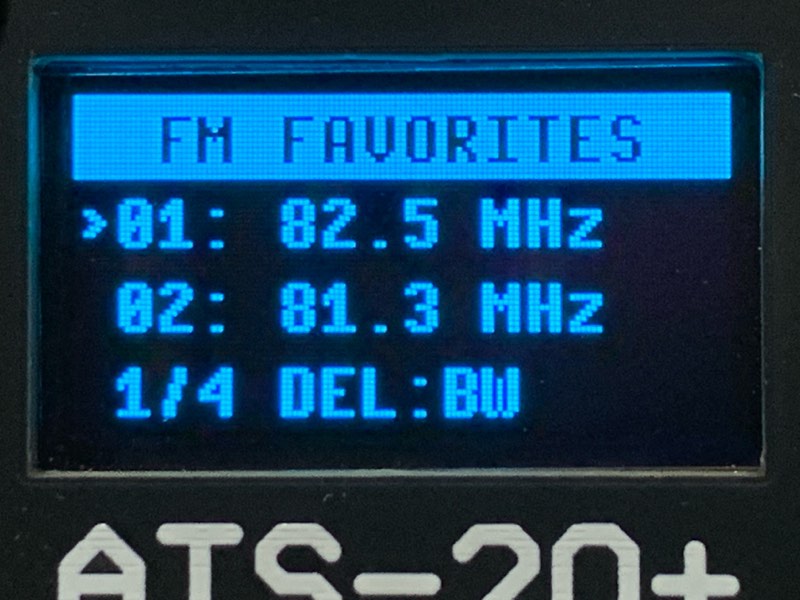 FM FAVORITES
>01: 82.5 MHz
02: 81.3 MHz
1/4 DEL:BW
ATS-20+